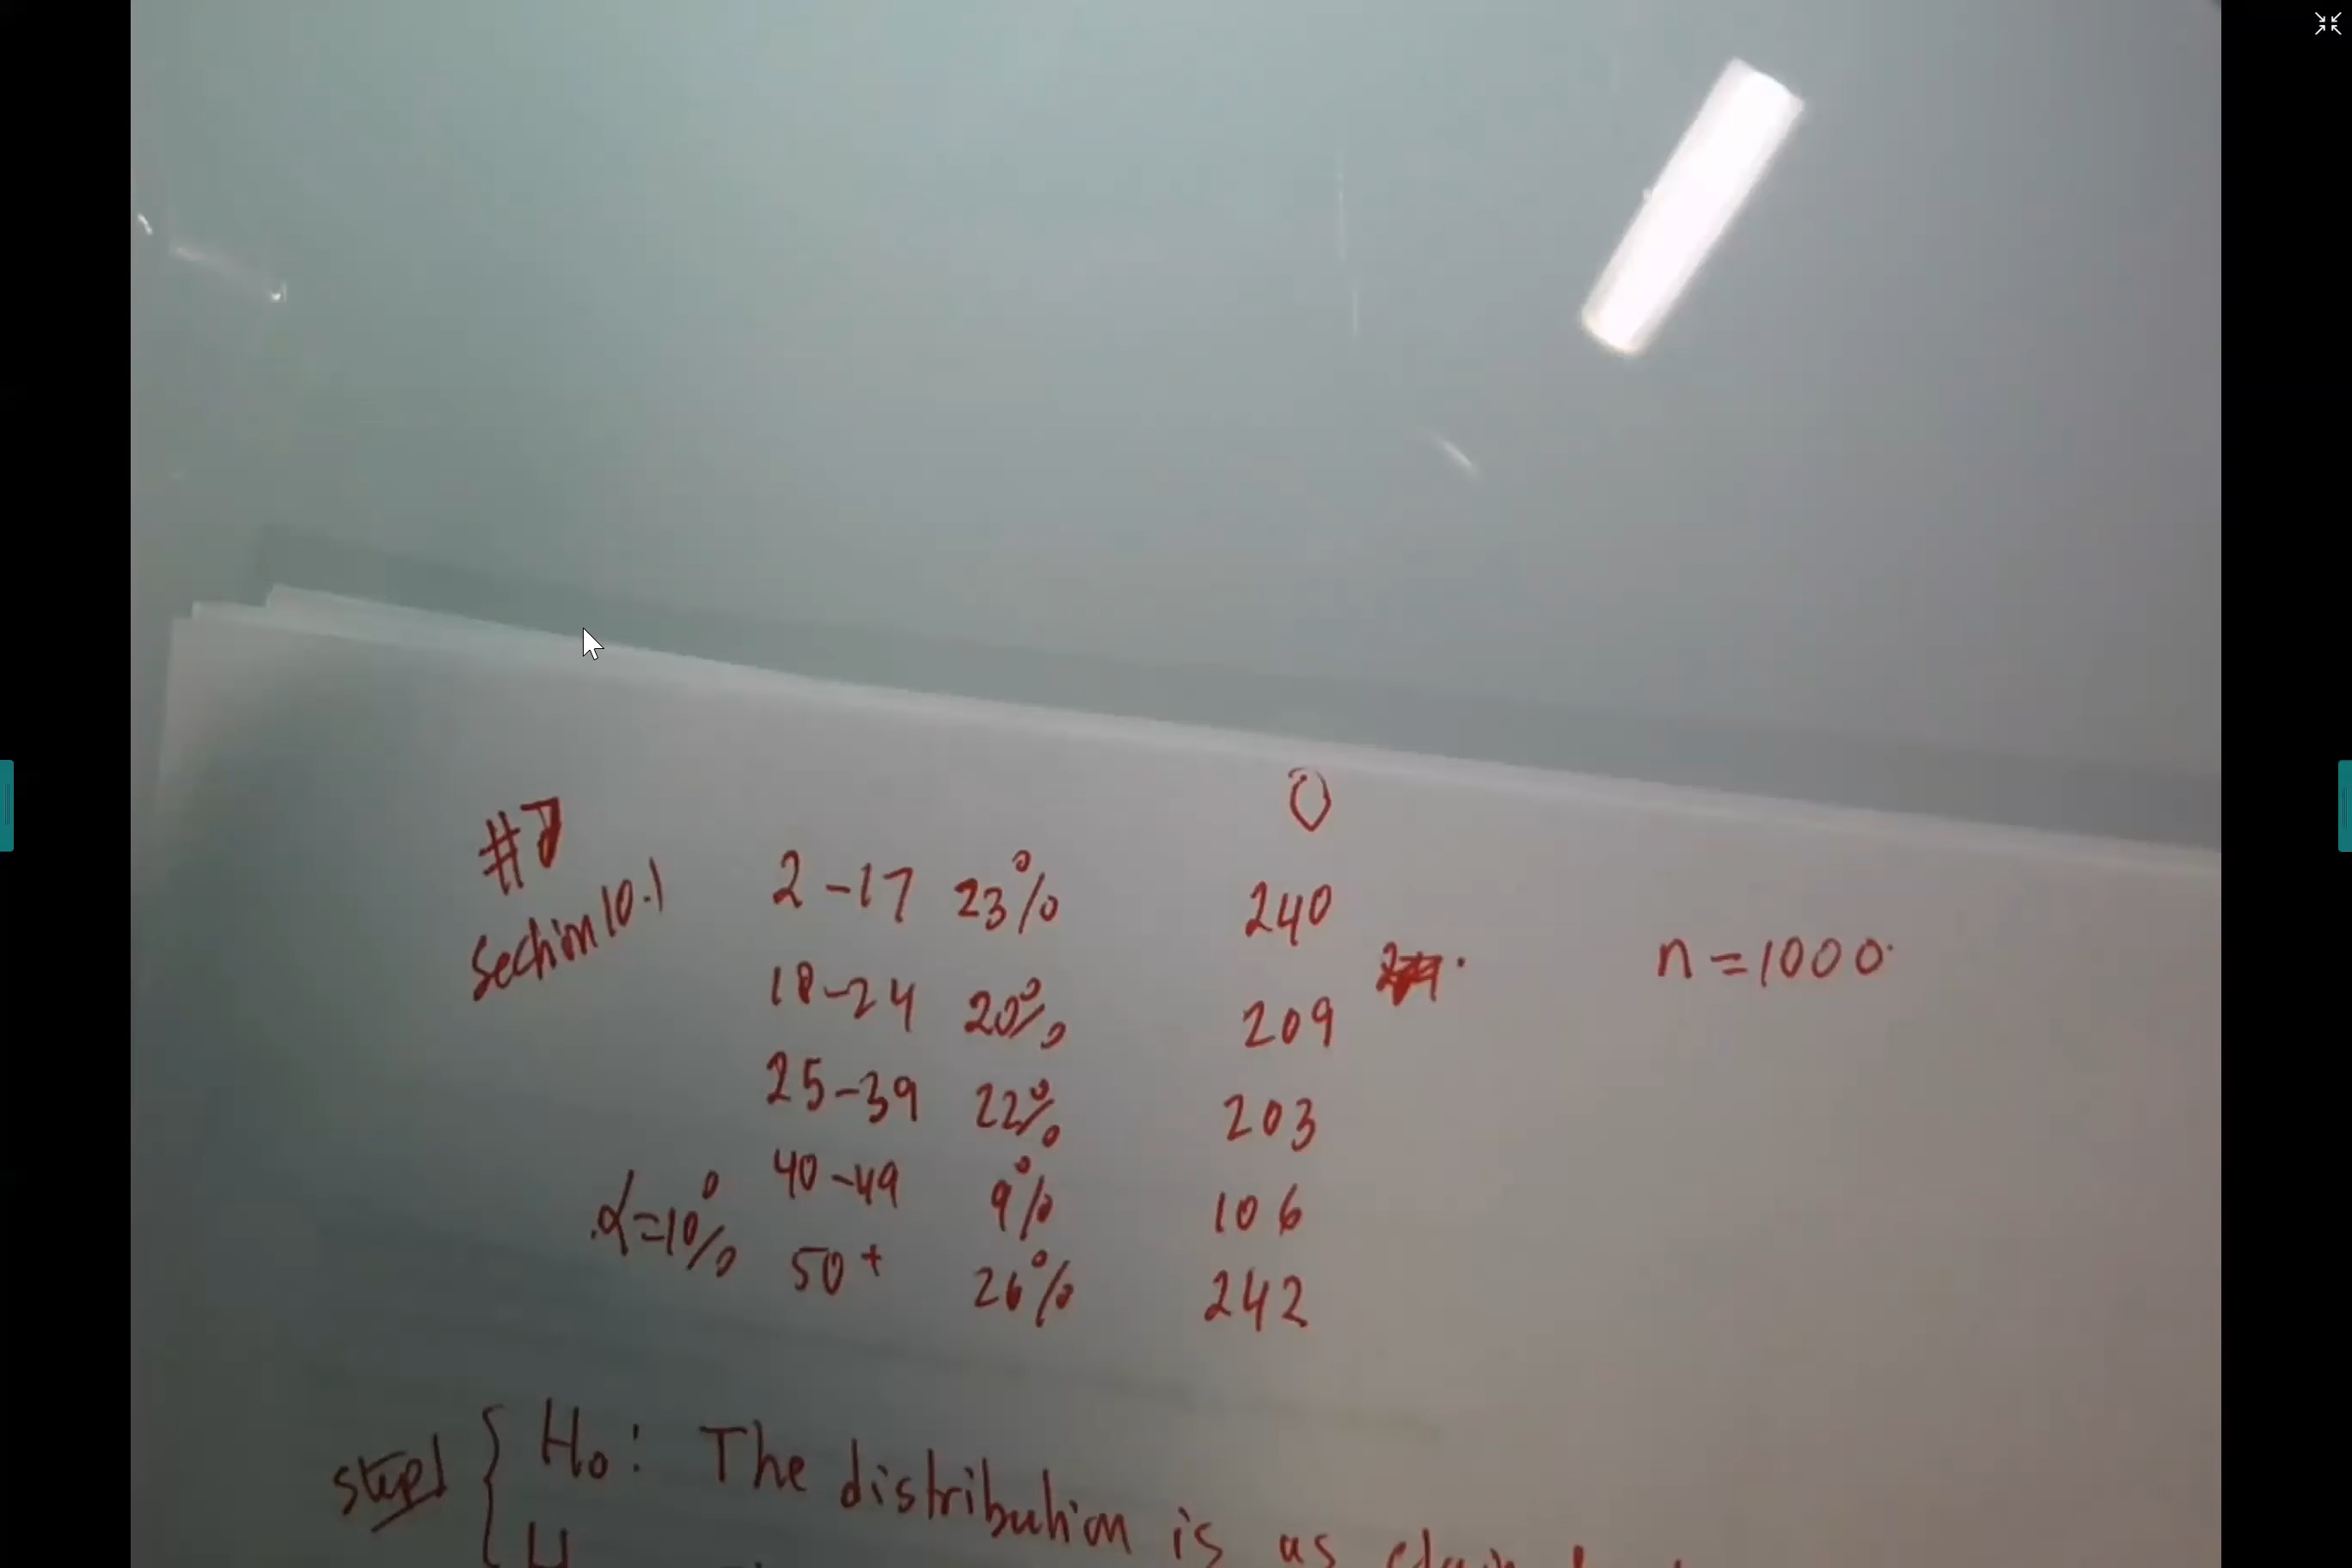 #7
Section 10.1
O
2-17 23% 240
18-24 20% 209
n=1000
25-39 22% 203
40-49 9% 106
α=10%
50+ 26% 242
step1 { H₀: The distribution is as